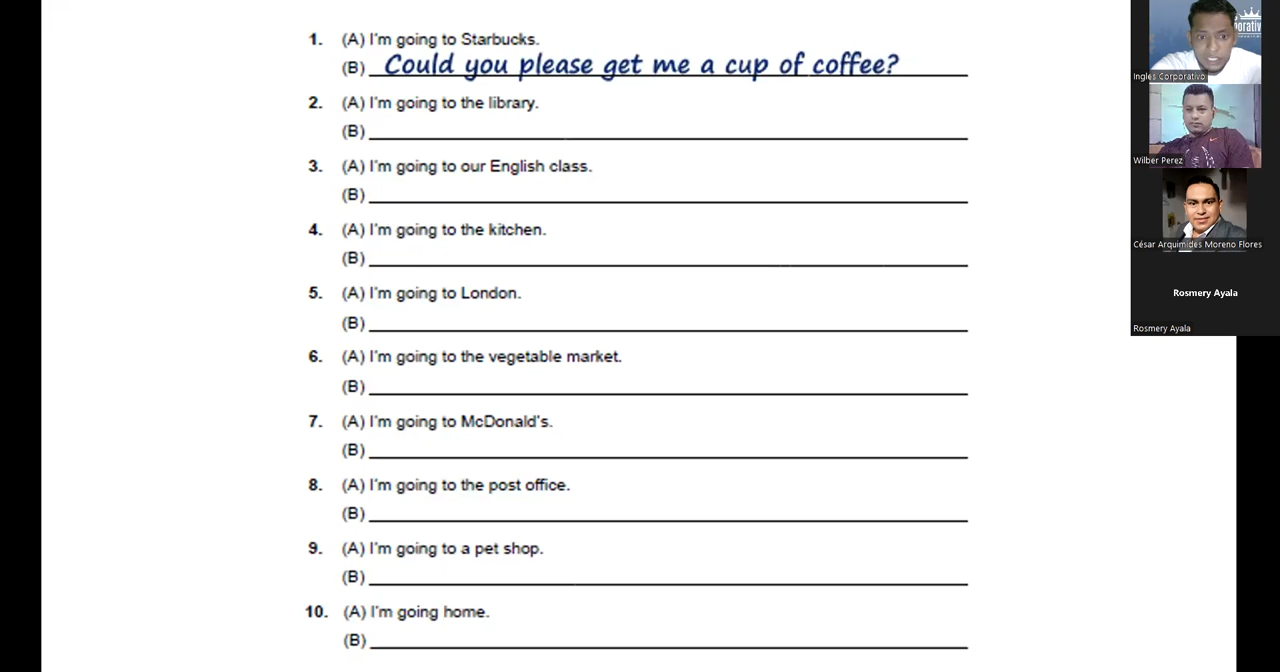 1. (A) I'm going to Starbucks.
(B) Could you please get me a cup of coffee?
2. (A) I'm going to the library.
(B)
3. (A) I'm going to our English class.
(B)
4. (A) I'm going to the kitchen.
(B)
5. (A) I'm going to London.
(B)
6. (A) I'm going to the vegetable market.
(B)
7. (A) I'm going to McDonald's.
(B)
8. (A) I'm going to the post office.
(B)
9. (A) I'm going to a pet shop.
(B)
10. (A) I'm going home.
(B)
Ingles Corporativo
Wilber Perez
César Arquimides Moreno Flores
Rosmery Ayala
Rosmery Ayala